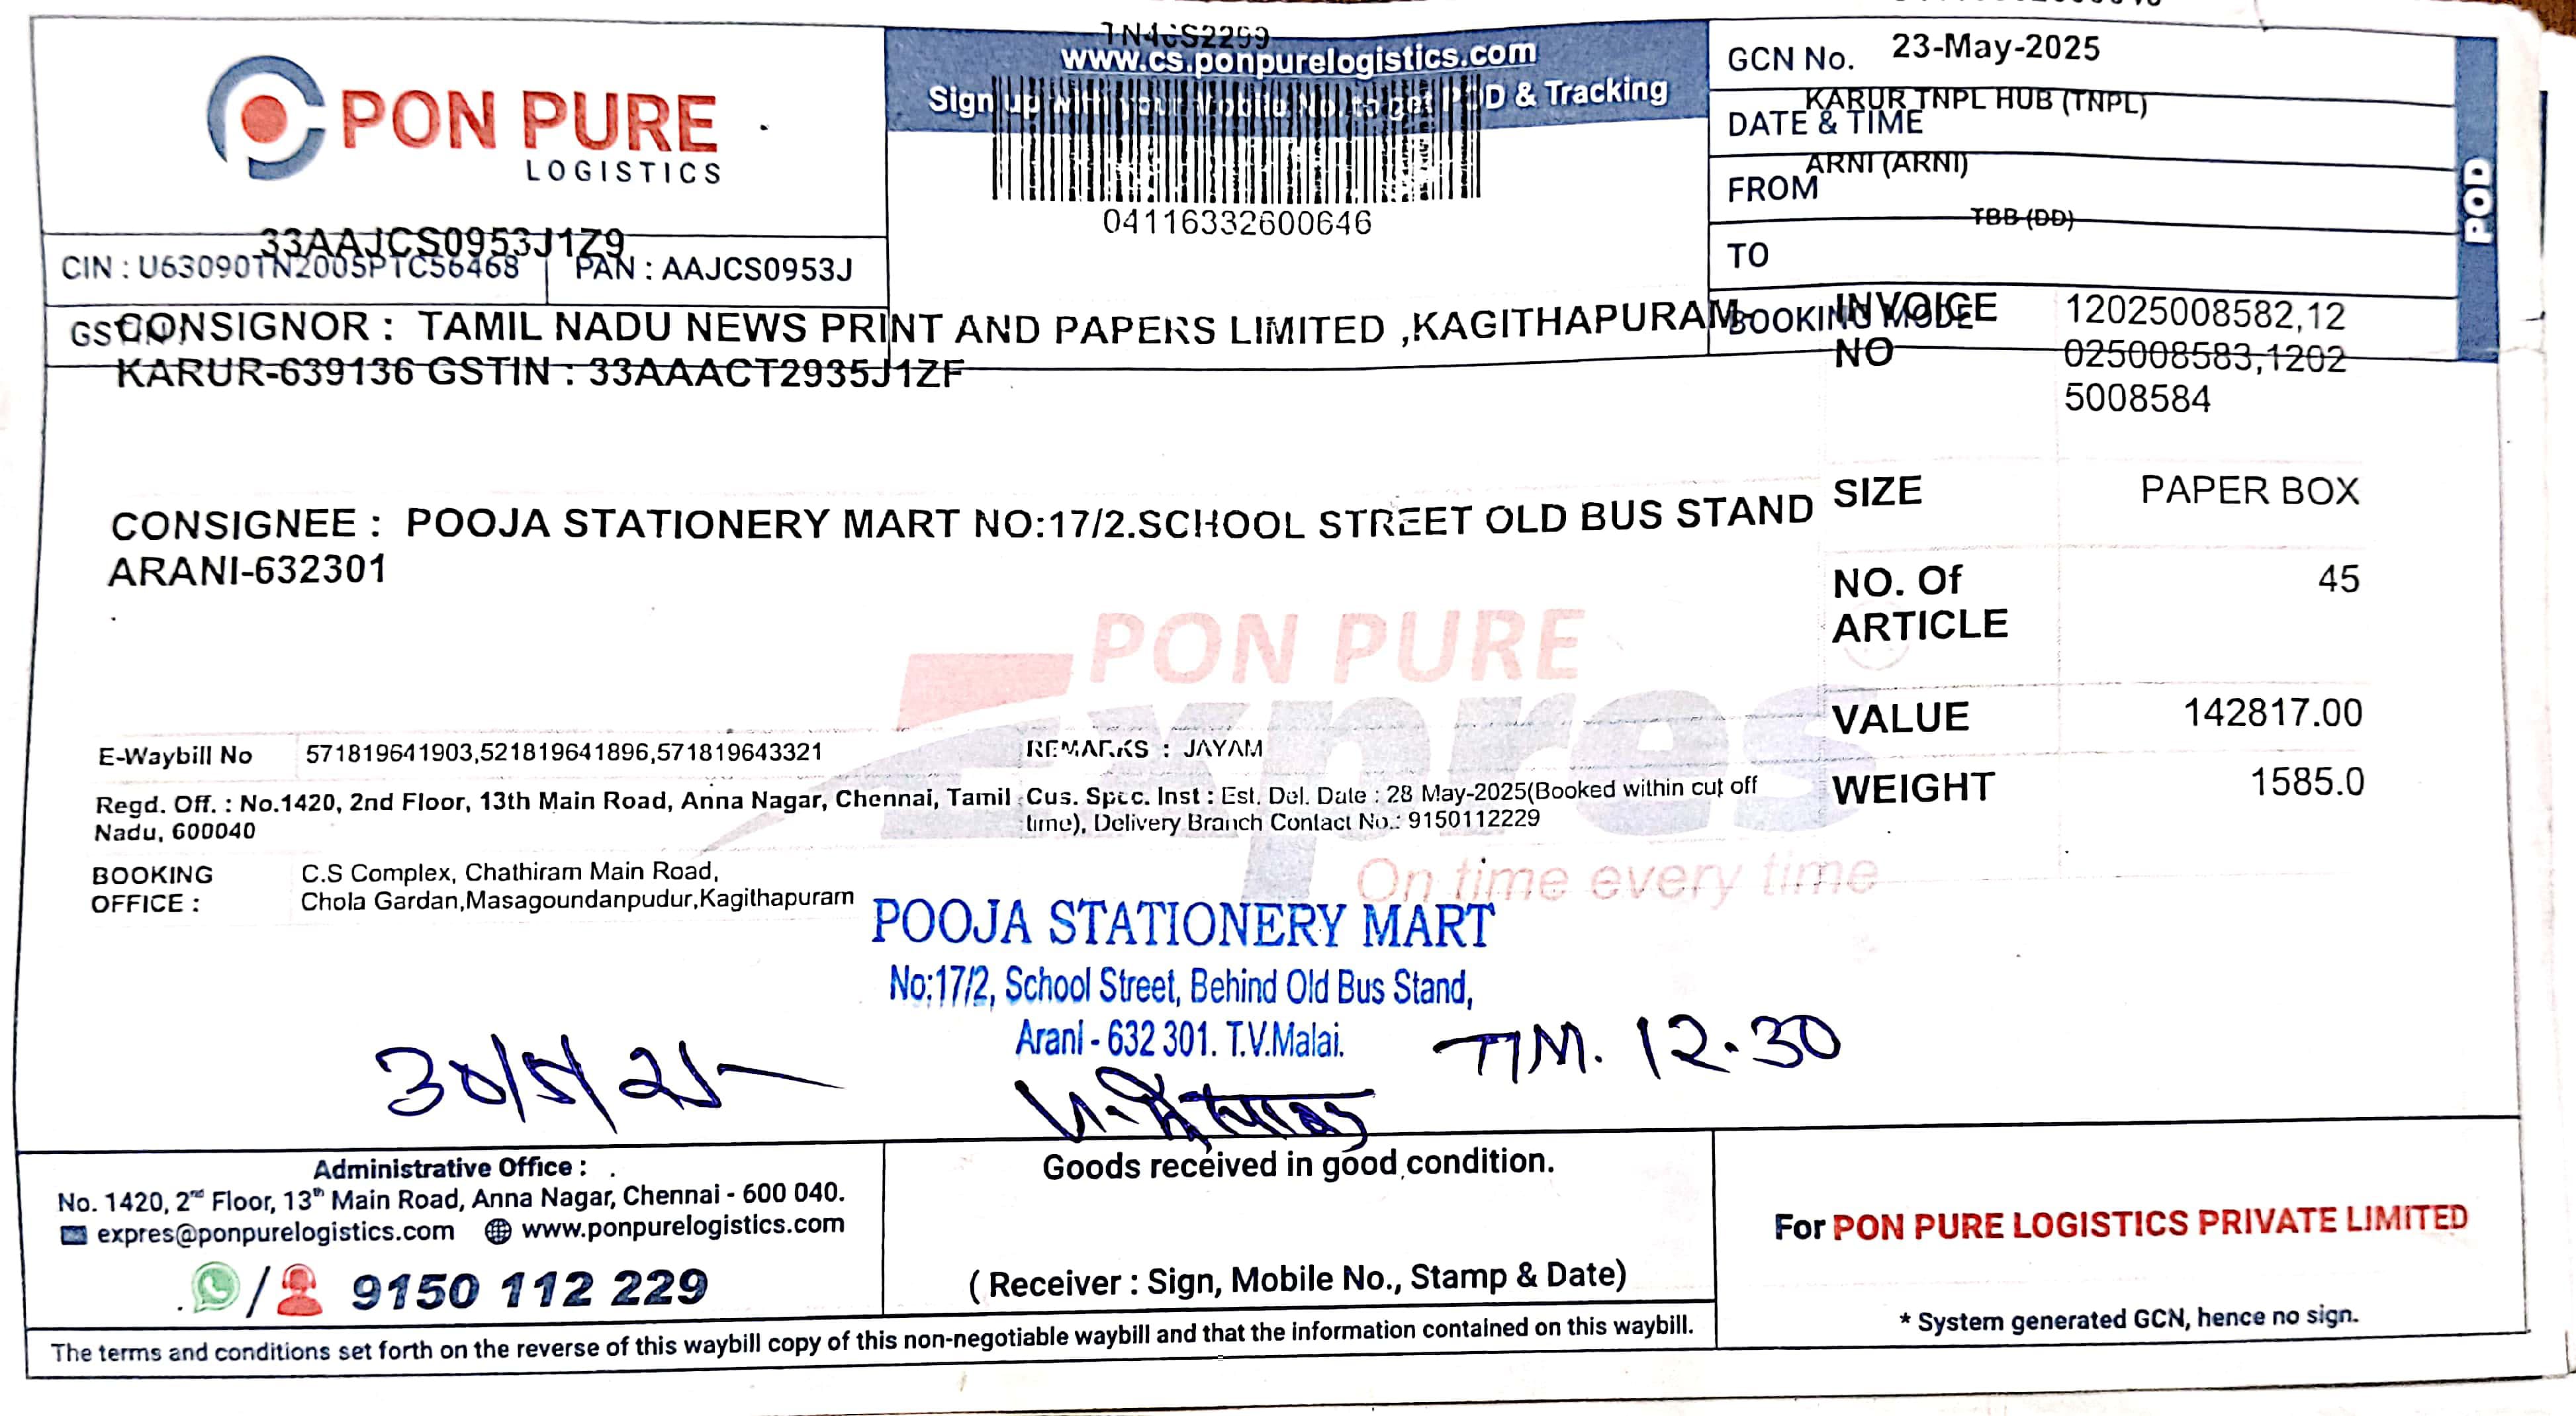 TN46S2299
PON PURE
LOGISTICS
www.cs.ponpurelogistics.com
Sign up with your Mobile No. to get POD & Tracking
04116332600646
GCN No. 23-May-2025
KARUR TNPL HUB (TNPL)
DATE & TIME
ARNI (ARNI)
FROM
TBB (DD)
TO
BOOKING MODE
POD
33AAJCS0953J1Z9
CIN : U63090TN2005PTC56468 PAN : AAJCS0953J
CONSIGNOR : TAMIL NADU NEWS PRINT AND PAPERS LIMITED ,KAGITHAPURAM-
KARUR-639136 GSTIN : 33AAACT2935J1ZF
INVOICE NO 12025008582,12
025008583,1202
5008584
CONSIGNEE : POOJA STATIONERY MART NO:17/2.SCHOOL STREET OLD BUS STAND
ARANI-632301
SIZE PAPER BOX
NO. Of ARTICLE 45
VALUE 142817.00
WEIGHT 1585.0
PON PURE
Expres
On time every time
E-Waybill No 571819641903,521819641896,571819643321
REMARKS : JAYAM
Regd. Off. : No.1420, 2nd Floor, 13th Main Road, Anna Nagar, Chennai, Tamil
Nadu, 600040
Cus. Spec. Inst : Est. Del. Date : 28 May-2025(Booked within cut off
time), Delivery Branch Contact No.: 9150112229
BOOKING OFFICE : C.S Complex, Chathiram Main Road,
Chola Gardan,Masagoundanpudur,Kagithapuram
POOJA STATIONERY MART
No:17/2, School Street, Behind Old Bus Stand,
Arani - 632 301. T.V.Malai.
30/5/25
TIM. 12.30
Administrative Office :
No. 1420, 2nd Floor, 13th Main Road, Anna Nagar, Chennai - 600 040.
expres@ponpurelogistics.com www.ponpurelogistics.com
/ 9150 112 229
Goods received in good condition.
( Receiver : Sign, Mobile No., Stamp & Date)
For PON PURE LOGISTICS PRIVATE LIMITED
* System generated GCN, hence no sign.
The terms and conditions set forth on the reverse of this waybill copy of this non-negotiable waybill and that the information contained on this waybill.